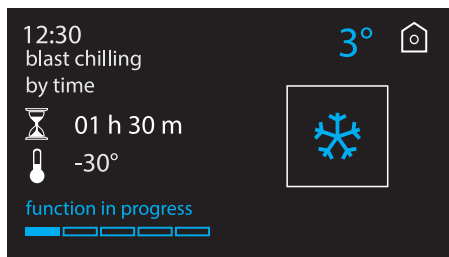 12:30
3°
blast chilling
by time
01 h 30 m
-30°
function in progress